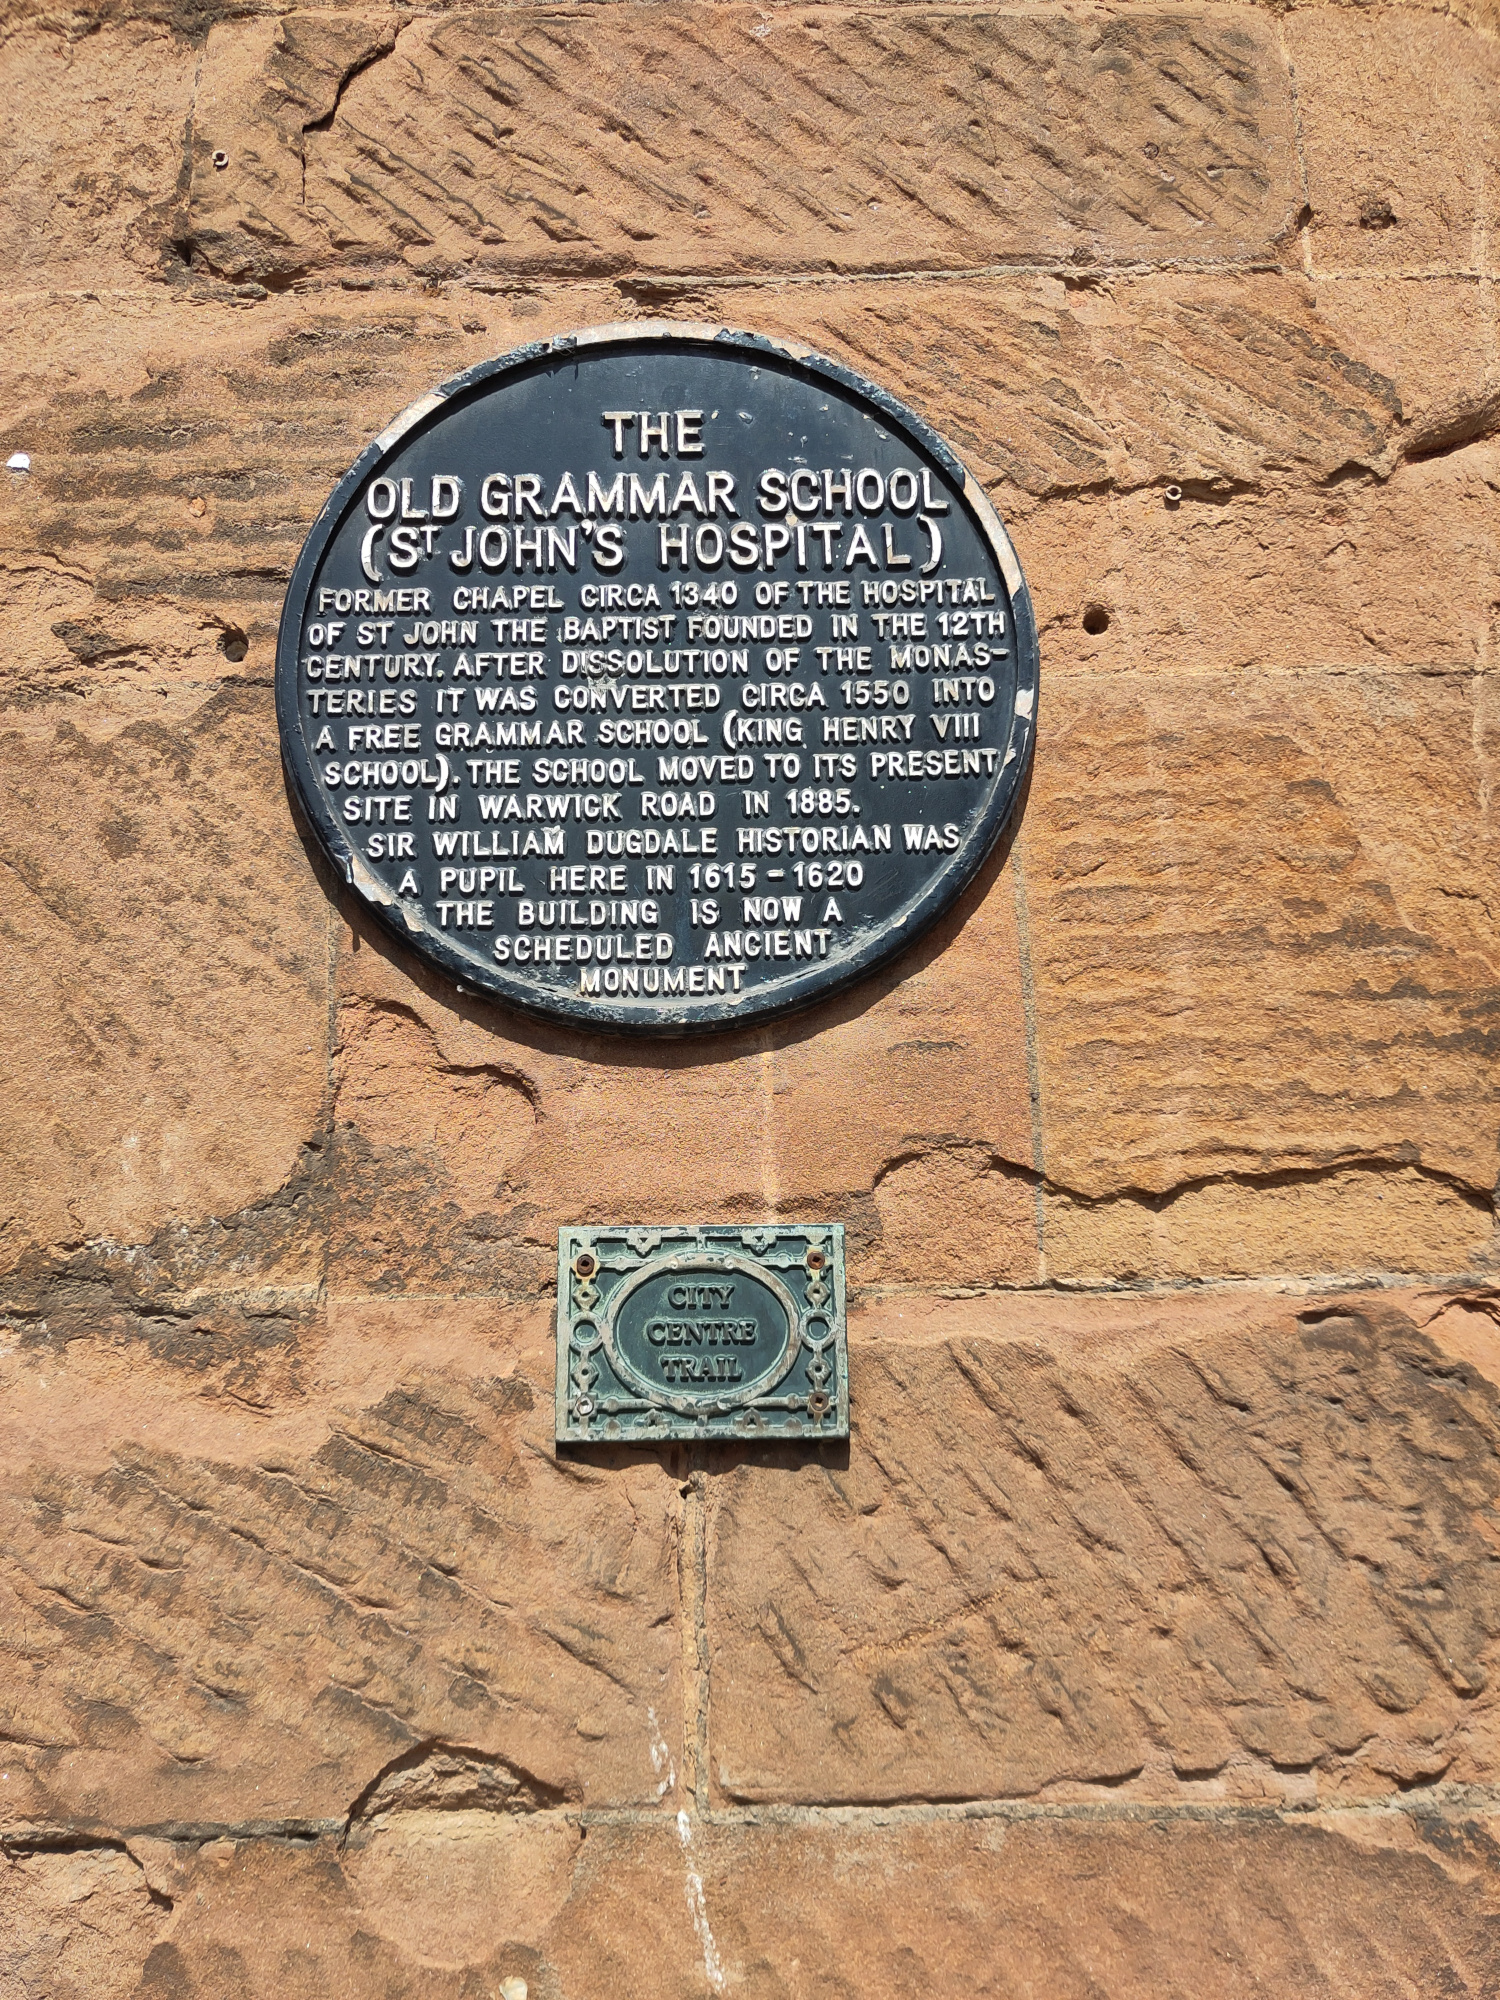 THE
OLD GRAMMAR SCHOOL
(ST JOHN'S HOSPITAL)
FORMER CHAPEL CIRCA 1340 OF THE HOSPITAL
OF ST JOHN THE BAPTIST FOUNDED IN THE 12TH
CENTURY. AFTER DISSOLUTION OF THE MONAS-
TERIES IT WAS CONVERTED CIRCA 1550 INTO
A FREE GRAMMAR SCHOOL (KING HENRY VIII
SCHOOL). THE SCHOOL MOVED TO ITS PRESENT
SITE IN WARWICK ROAD IN 1885.
SIR WILLIAM DUGDALE HISTORIAN WAS
A PUPIL HERE IN 1615-1620
THE BUILDING IS NOW A
SCHEDULED ANCIENT
MONUMENT
CITY
CENTRE
TRAIL